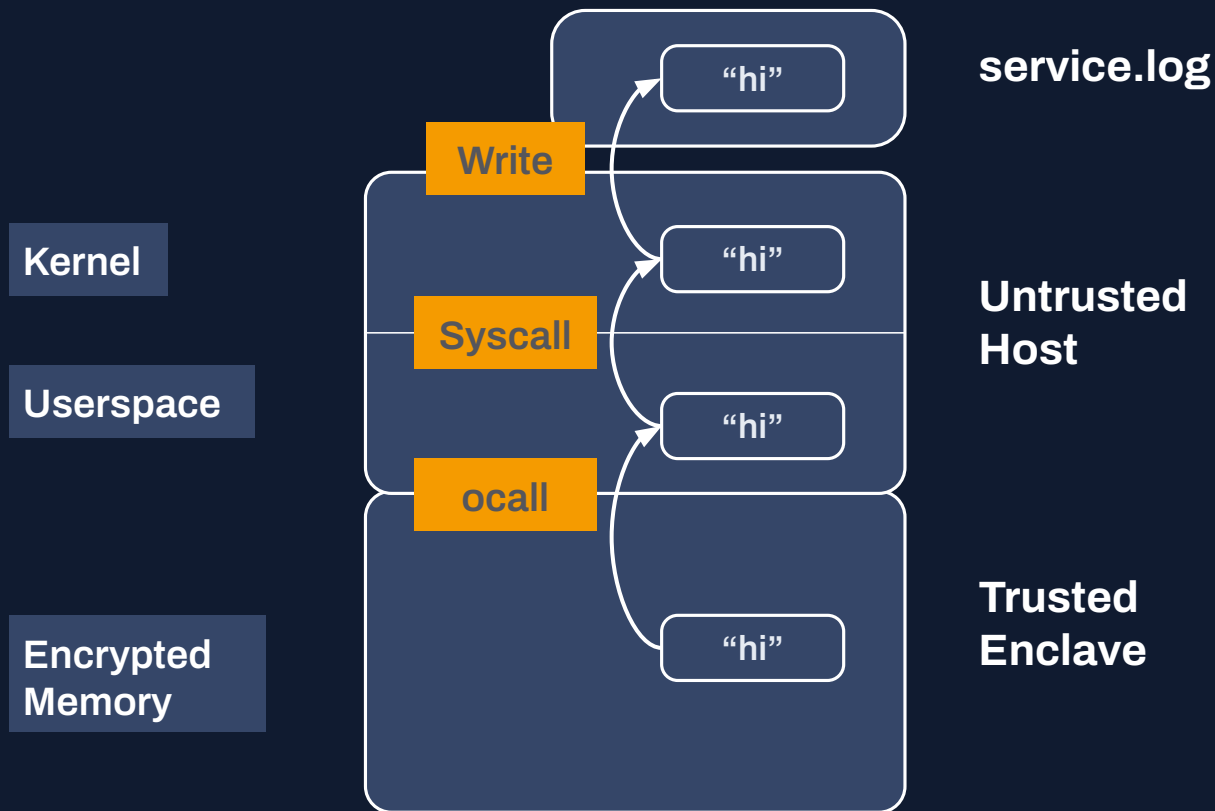 “hi”
service.log
Write
Kernel
“hi”
Untrusted
Host
Syscall
Userspace
“hi”
ocall
Encrypted
Memory
“hi”
Trusted
Enclave